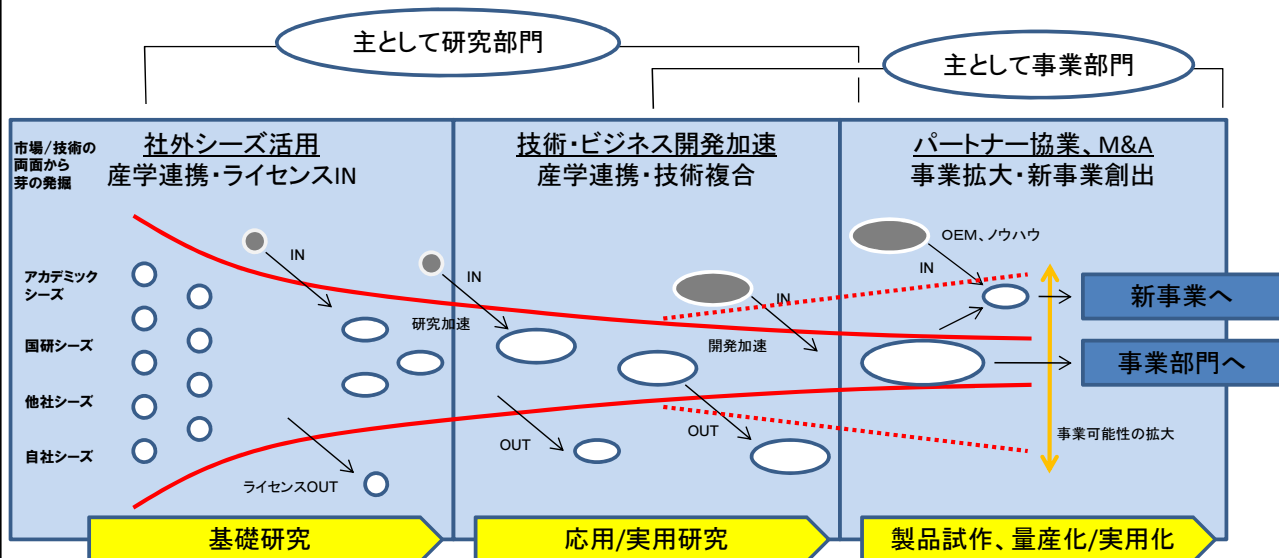 主として研究部門
主として事業部門
市場/技術の
両面から
芽の発掘
社外シーズ活用
産学連携・ライセンスIN
技術・ビジネス開発加速
産学連携・技術複合
パートナー協業、M&A
事業拡大・新事業創出
アカデミック
シーズ
国研シーズ
他社シーズ
自社シーズ
IN
研究加速
ライセンスOUT
IN
OUT
IN
開発加速
OUT
OEM、ノウハウ
IN
新事業へ
事業部門へ
事業可能性の拡大
基礎研究
応用/実用研究
製品試作、量産化/実用化